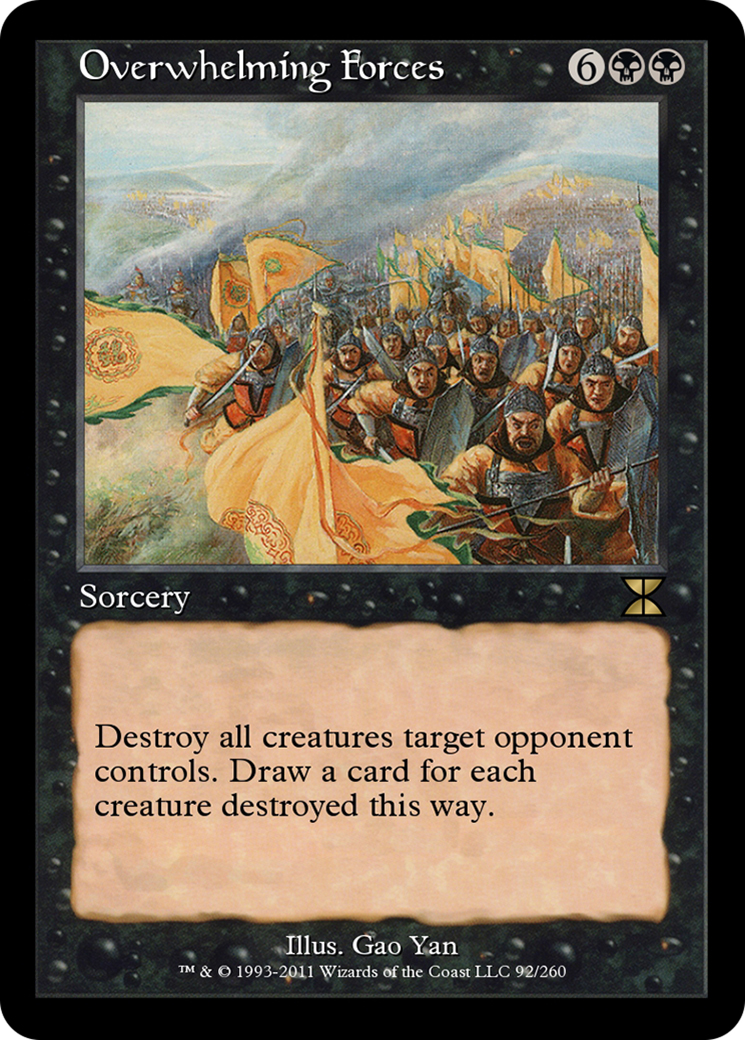 Overwhelming Forces 6
Sorcery
Destroy all creatures target opponent
controls. Draw a card for each
creature destroyed this way.
Illus. Gao Yan
™ & © 1993-2011 Wizards of the Coast LLC 92/260